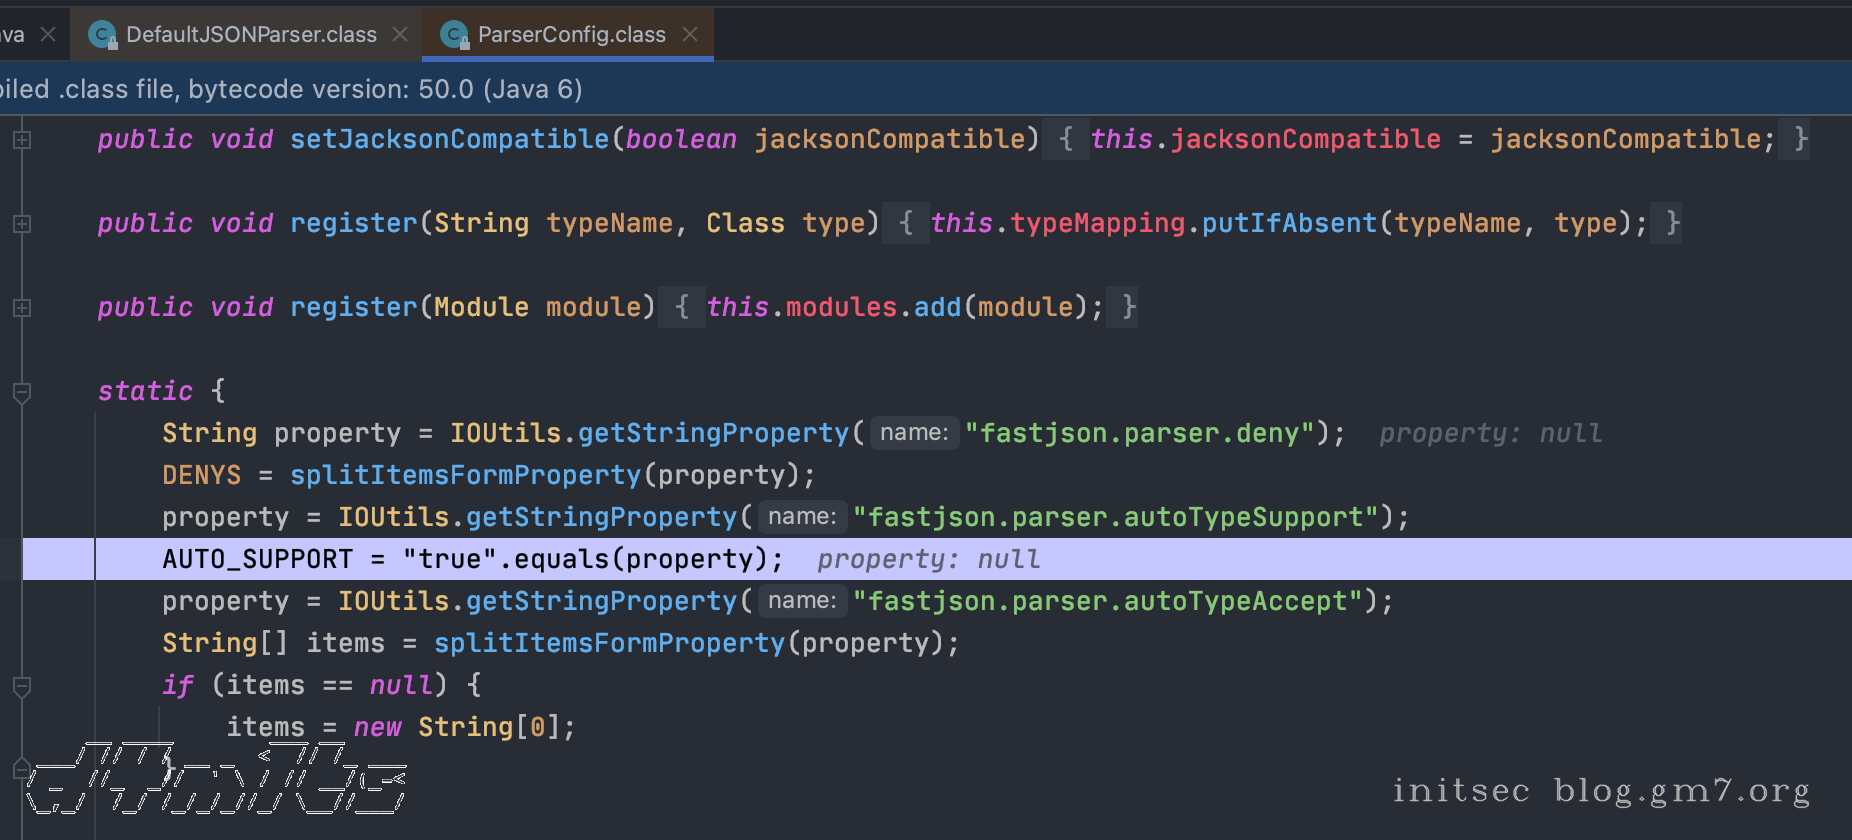 va
DefaultJSONParser.class
ParserConfig.class
piled .class file, bytecode version: 50.0 (Java 6)
public void setJacksonCompatible(boolean jacksonCompatible) { this.jacksonCompatible = jacksonCompatible; }
public void register(String typeName, Class type) { this.typeMapping.putIfAbsent(typeName, type); }
public void register(Module module) { this.modules.add(module); }
static {
String property = IOUtils.getStringProperty( name: "fastjson.parser.deny");  property: null
DENYS = splitItemsFormProperty(property);
property = IOUtils.getStringProperty( name: "fastjson.parser.autoTypeSupport");
AUTO_SUPPORT = "true".equals(property);  property: null
property = IOUtils.getStringProperty( name: "fastjson.parser.autoTypeAccept");
String[] items = splitItemsFormProperty(property);
if (items == null) {
items = new String[0];
}
initsec blog.gm7.org